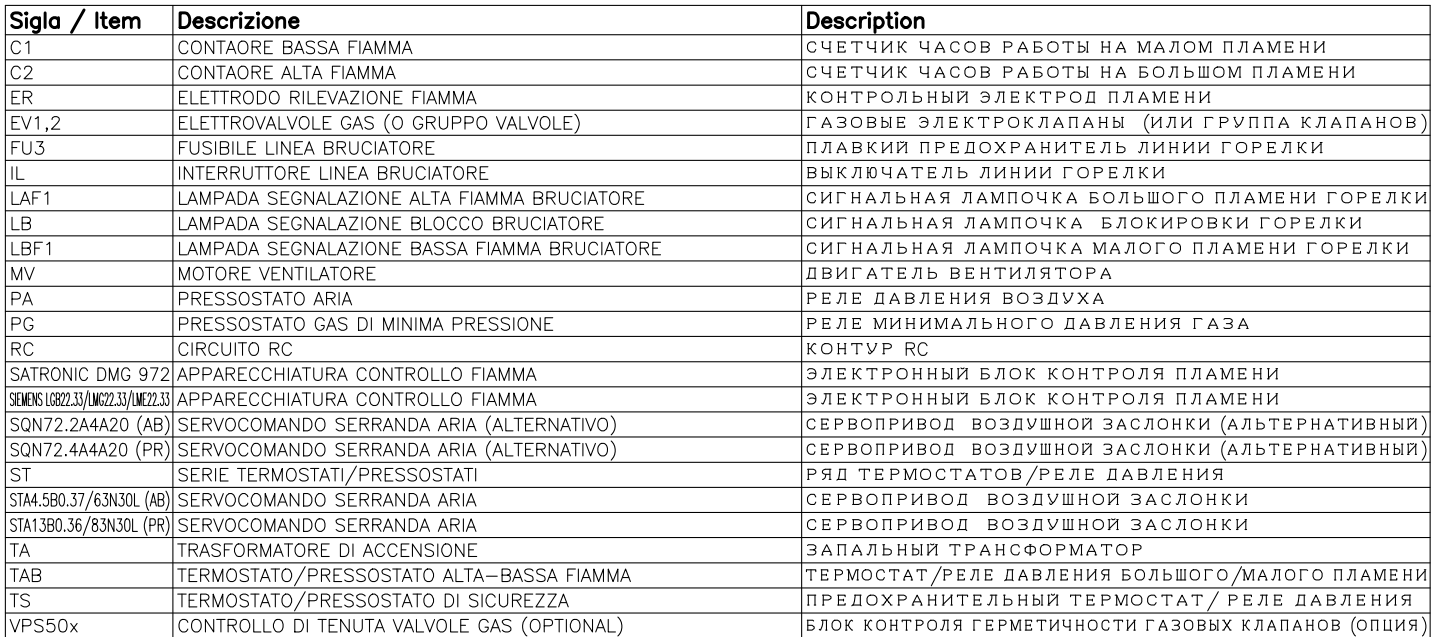 Sigla / Item Descrizione Description
C1 CONTAORE BASSA FIAMMA СЧЕТЧИК ЧАСОВ РАБОТЫ НА МАЛОМ ПЛАМЕНИ
C2 CONTAORE ALTA FIAMMA СЧЕТЧИК ЧАСОВ РАБОТЫ НА БОЛЬШОМ ПЛАМЕНИ
ER ELETTRODO RILEVAZIONE FIAMMA КОНТРОЛЬНЫЙ ЭЛЕКТРОД ПЛАМЕНИ
EV1,2 ELETTROVALVOLE GAS (O GRUPPO VALVOLE) ГАЗОВЫЕ ЭЛЕКТРОКЛАПАНЫ (ИЛИ ГРУППА КЛАПАНОВ)
FU3 FUSIBILE LINEA BRUCIATORE ПЛАВКИЙ ПРЕДОХРАНИТЕЛЬ ЛИНИИ ГОРЕЛКИ
IL INTERRUTTORE LINEA BRUCIATORE ВЫКЛЮЧАТЕЛЬ ЛИНИИ ГОРЕЛКИ
LAF1 LAMPADA SEGNALAZIONE ALTA FIAMMA BRUCIATORE СИГНАЛЬНАЯ ЛАМПОЧКА БОЛЬШОГО ПЛАМЕНИ ГОРЕЛКИ
LB LAMPADA SEGNALAZIONE BLOCCO BRUCIATORE СИГНАЛЬНАЯ ЛАМПОЧКА БЛОКИРОВКИ ГОРЕЛКИ
LBF1 LAMPADA SEGNALAZIONE BASSA FIAMMA BRUCIATORE СИГНАЛЬНАЯ ЛАМПОЧКА МАЛОГО ПЛАМЕНИ ГОРЕЛКИ
MV MOTORE VENTILATORE ДВИГАТЕЛЬ ВЕНТИЛЯТОРА
PA PRESSOSTATO ARIA РЕЛЕ ДАВЛЕНИЯ ВОЗДУХА
PG PRESSOSTATO GAS DI MINIMA PRESSIONE РЕЛЕ МИНИМАЛЬНОГО ДАВЛЕНИЯ ГАЗА
RC CIRCUITO RC КОНТУР RC
SATRONIC DMG 972 APPARECCHIATURA CONTROLLO FIAMMA ЭЛЕКТРОННЫЙ БЛОК КОНТРОЛЯ ПЛАМЕНИ
SIEMENS LGB22.33/LMG22.33/LME22.33 APPARECCHIATURA CONTROLLO FIAMMA ЭЛЕКТРОННЫЙ БЛОК КОНТРОЛЯ ПЛАМЕНИ
SQN72.2A4A20 (AB) SERVOCOMANDO SERRANDA ARIA (ALTERNATIVO) СЕРВОПРИВОД ВОЗДУШНОЙ ЗАСЛОНКИ (АЛЬТЕРНАТИВНЫЙ)
SQN72.4A4A20 (PR) SERVOCOMANDO SERRANDA ARIA (ALTERNATIVO) СЕРВОПРИВОД ВОЗДУШНОЙ ЗАСЛОНКИ (АЛЬТЕРНАТИВНЫЙ)
ST SERIE TERMOSTATI/PRESSOSTATI РЯД ТЕРМОСТАТОВ/РЕЛЕ ДАВЛЕНИЯ
STA4.5B0.37/63N30L (AB) SERVOCOMANDO SERRANDA ARIA СЕРВОПРИВОД ВОЗДУШНОЙ ЗАСЛОНКИ
STA13B0.36/83N30L (PR) SERVOCOMANDO SERRANDA ARIA СЕРВОПРИВОД ВОЗДУШНОЙ ЗАСЛОНКИ
TA TRASFORMATORE DI ACCENSIONE ЗАПАЛЬНЫЙ ТРАНСФОРМАТОР
TAB TERMOSTATO/PRESSOSTATO ALTA-BASSA FIAMMA ТЕРМОСТАТ/РЕЛЕ ДАВЛЕНИЯ БОЛЬШОГО/МАЛОГО ПЛАМЕНИ
TS TERMOSTATO/PRESSOSTATO DI SICUREZZA ПРЕДОХРАНИТЕЛЬНЫЙ ТЕРМОСТАТ/ РЕЛЕ ДАВЛЕНИЯ
VPS50x CONTROLLO DI TENUTA VALVOLE GAS (OPTIONAL) БЛОК КОНТРОЛЯ ГЕРМЕТИЧНОСТИ ГАЗОВЫХ КЛАПАНОВ (ОПЦИЯ)